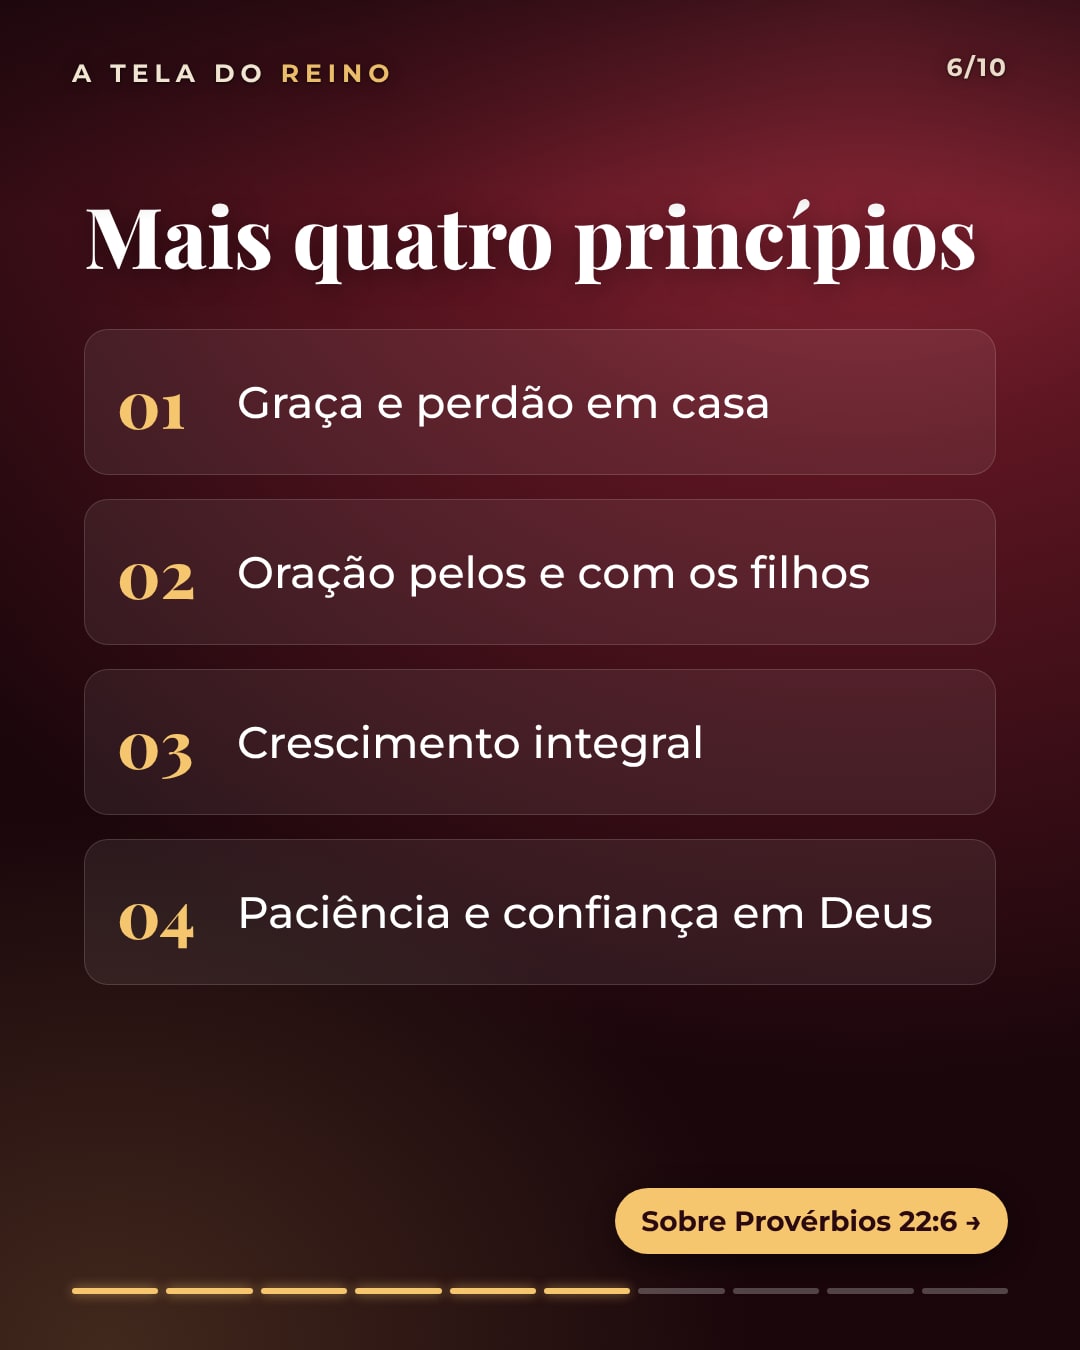 A TELA DO REINO
6/10
Mais quatro princípios
01 Graça e perdão em casa
02 Oração pelos e com os filhos
03 Crescimento integral
04 Paciência e confiança em Deus
Sobre Provérbios 22:6 →